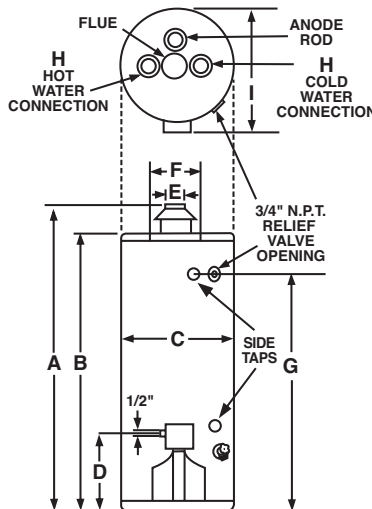 FLUE
ANODE
ROD
H
HOT
WATER
CONNECTION
H
COLD
WATER
CONNECTION
I
F
E
3/4" N.P.T.
RELIEF
VALVE
OPENING
A
B
C
SIDE
TAPS
G
1/2"
D